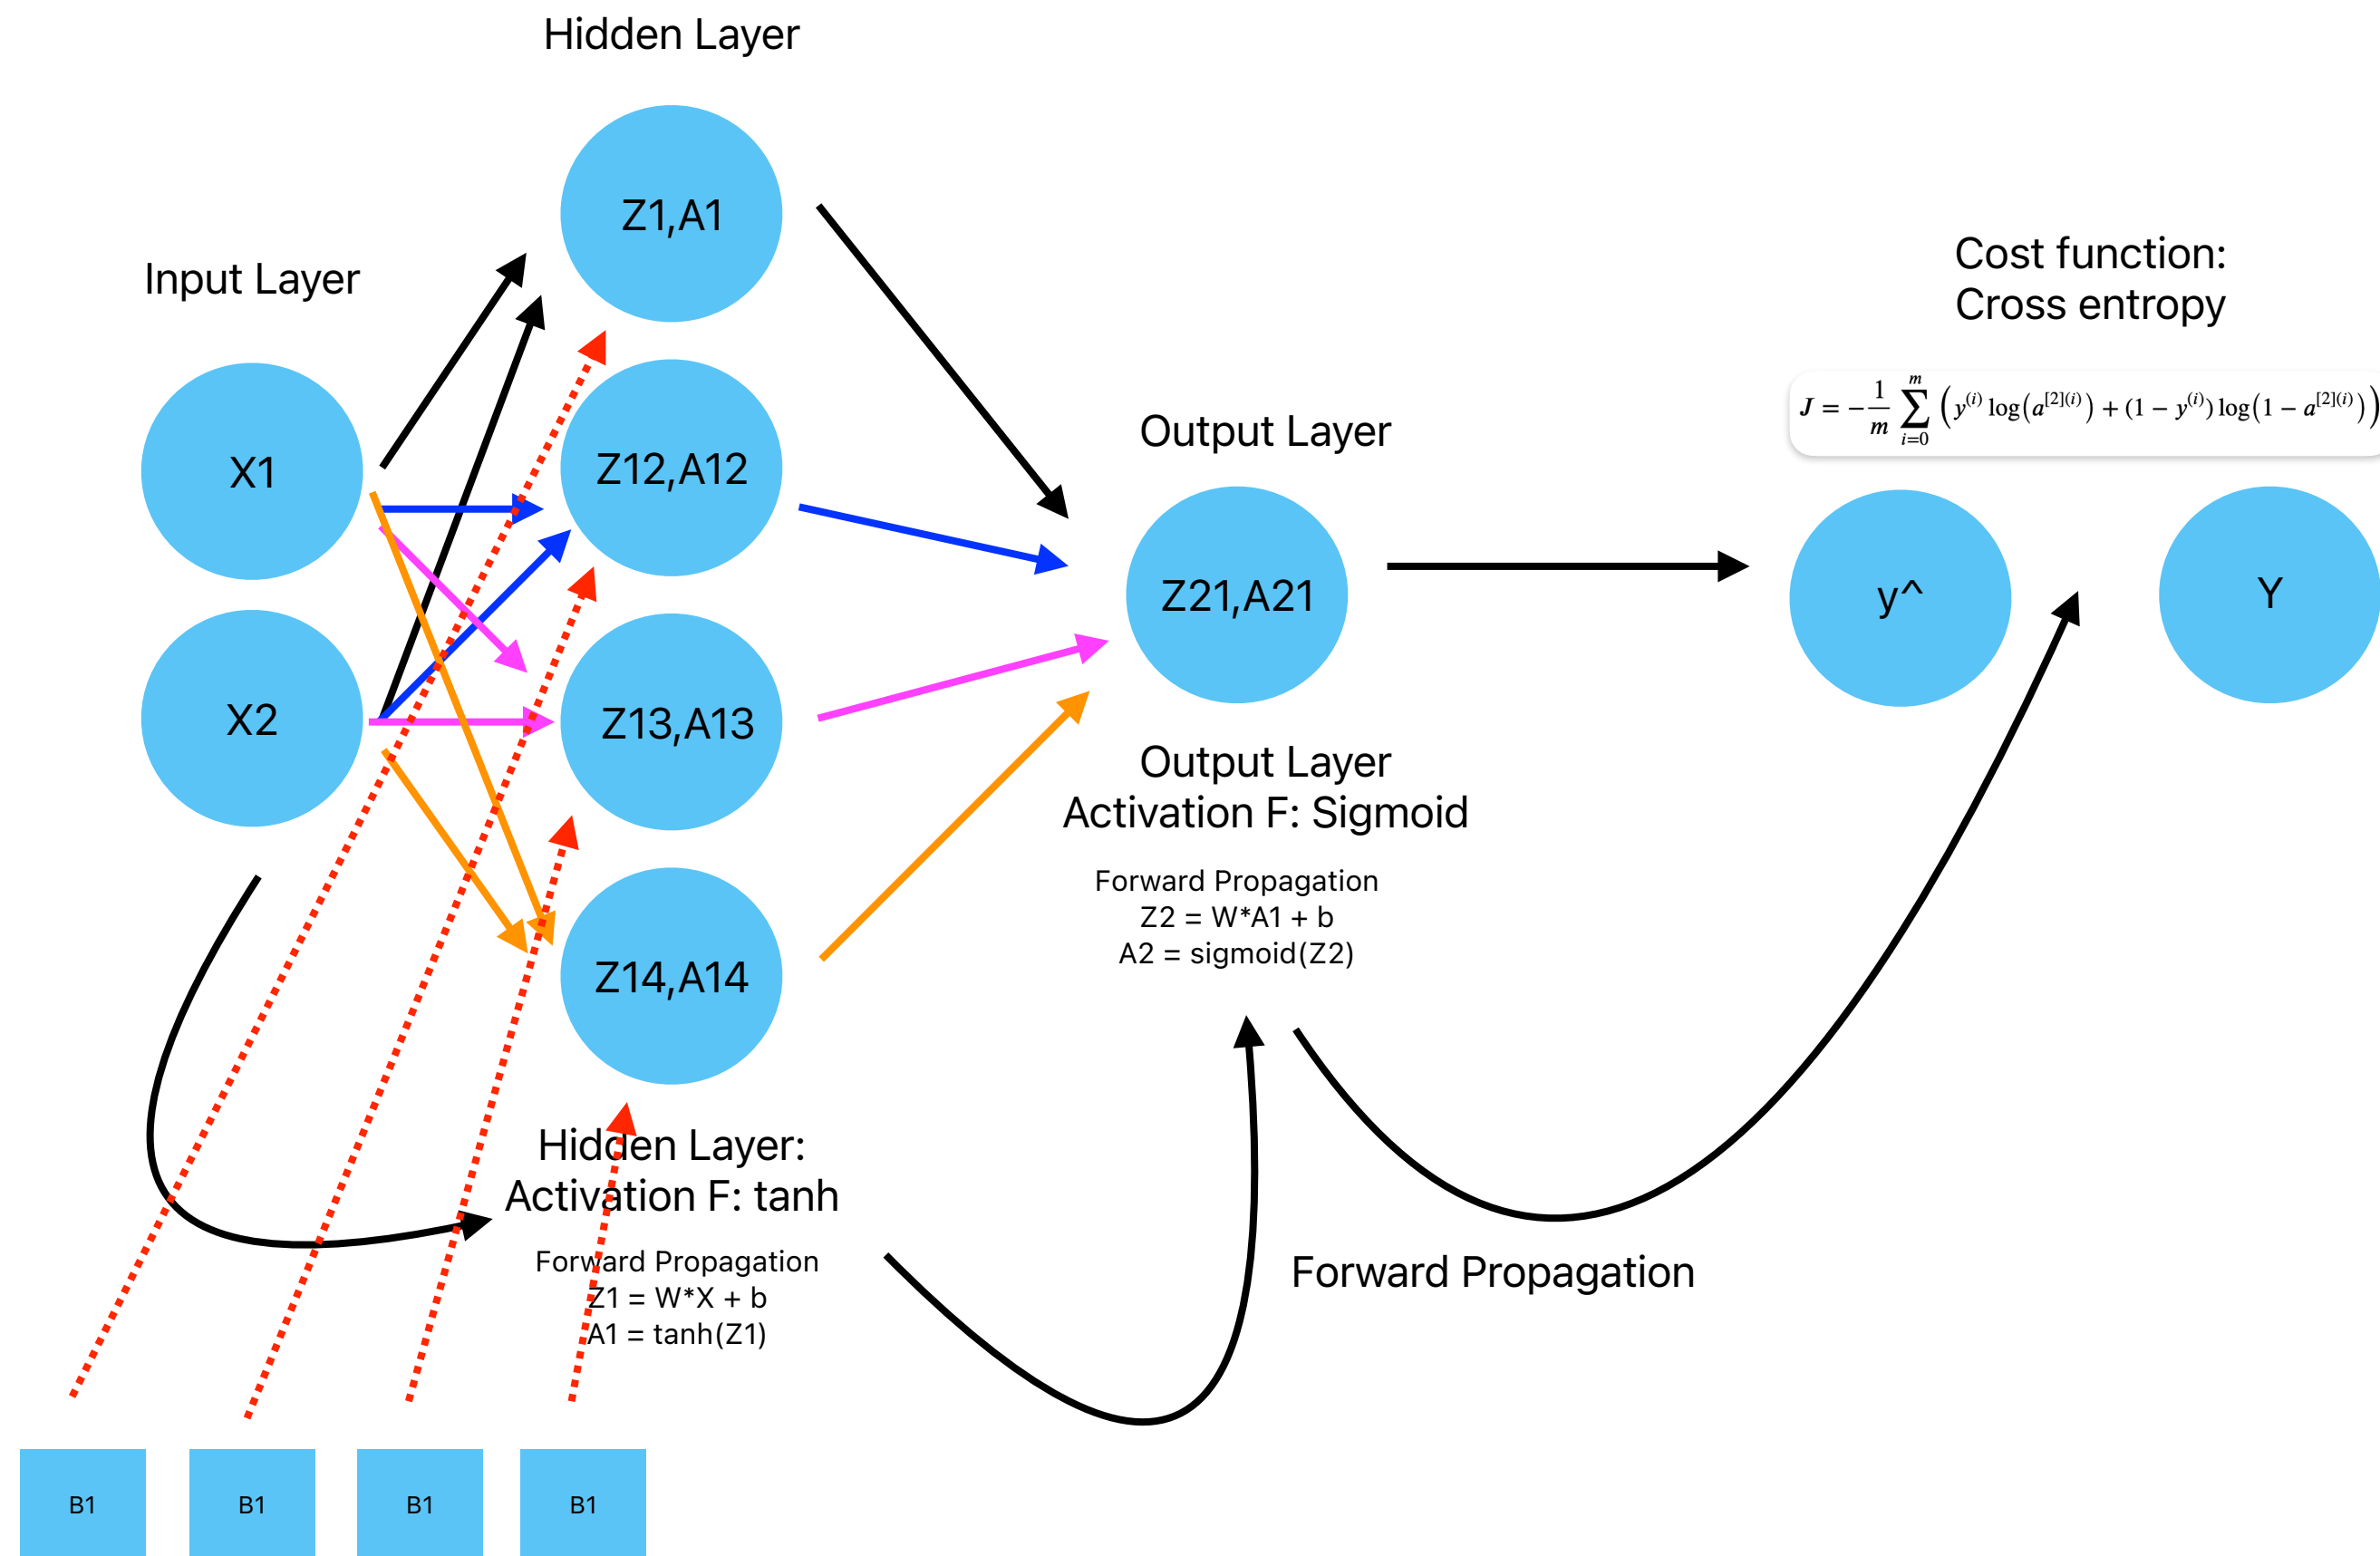 Hidden Layer
Z1,A1
Input Layer
Cost function:
Cross entropy
J = −\frac{1}{m} \sum_{i=0}^{m} ( y^{(i)} log( a^{[2](i)} ) + (1 − y^{(i)}) log( 1 − a^{[2](i)} ) )
Output Layer
X1
Z12,A12
Z21,A21
y^
Y
X2
Z13,A13
Output Layer
Activation F: Sigmoid
Forward Propagation
Z2 = W*A1 + b
A2 = sigmoid(Z2)
Z14,A14
Hidden Layer:
Activation F: tanh
Forward Propagation
Z1 = W*X + b
A1 = tanh(Z1)
Forward Propagation
B1
B1
B1
B1